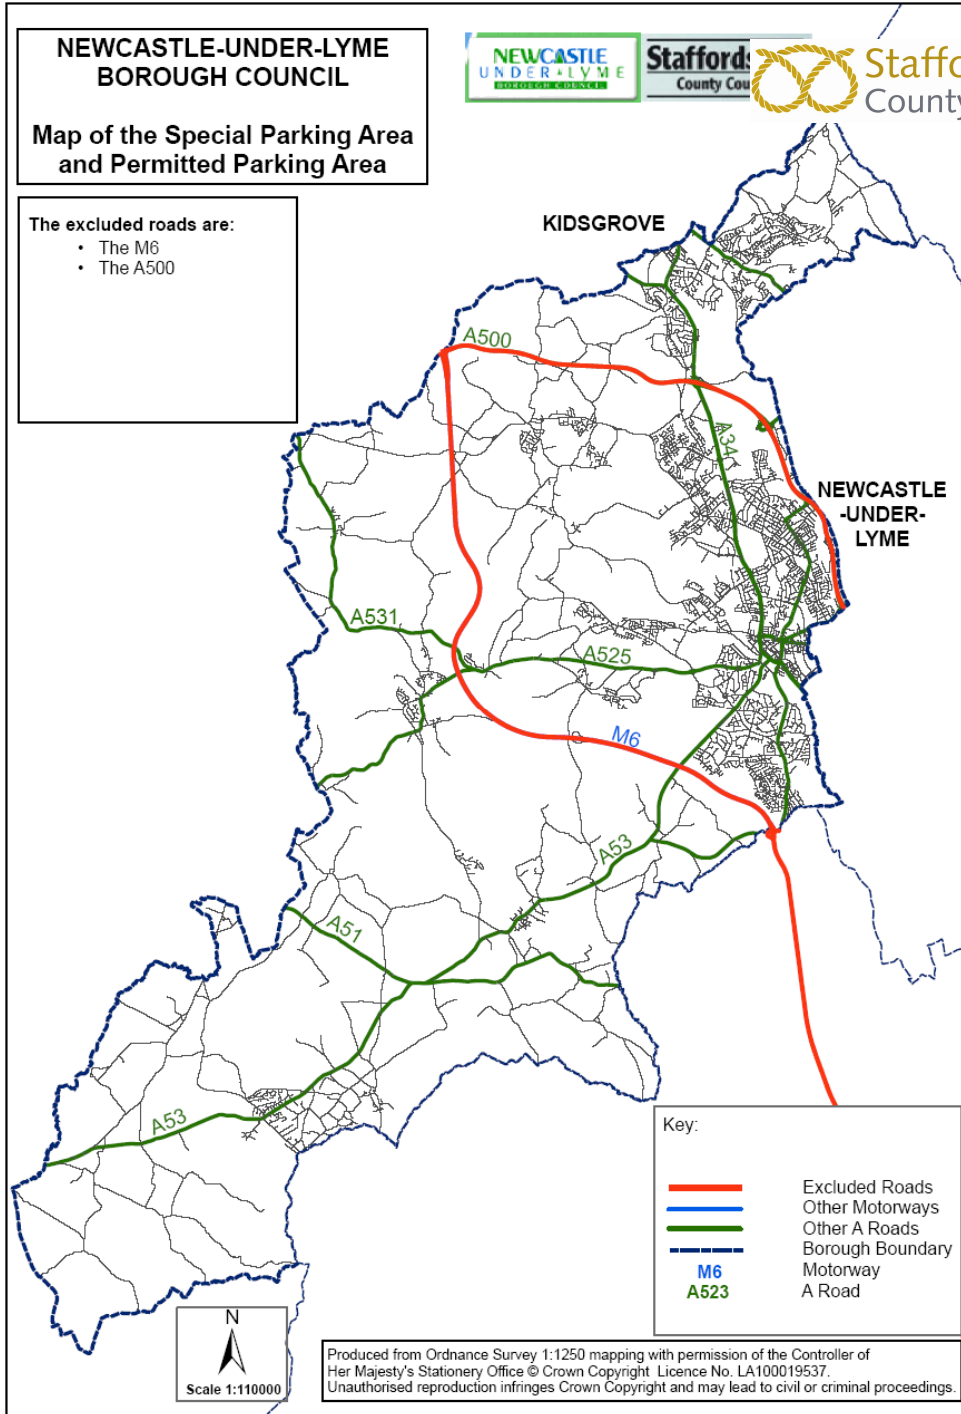 NEWCASTLE-UNDER-LYME
BOROUGH COUNCIL
Map of the Special Parking Area
and Permitted Parking Area
NEWCASTLE
UNDER LYME
BOROUGH COUNCIL
Staffords
County Cou
Staffo
County
The excluded roads are:
• The M6
• The A500
KIDSGROVE
A500
A34
NEWCASTLE
-UNDER-
LYME
A531
A525
M6
A53
A51
A53
Key:
Excluded Roads
Other Motorways
Other A Roads
Borough Boundary
M6 Motorway
A523 A Road
N
Scale 1:110000
Produced from Ordnance Survey 1:1250 mapping with permission of the Controller of
Her Majesty's Stationery Office © Crown Copyright Licence No. LA100019537.
Unauthorised reproduction infringes Crown Copyright and may lead to civil or criminal proceedings.